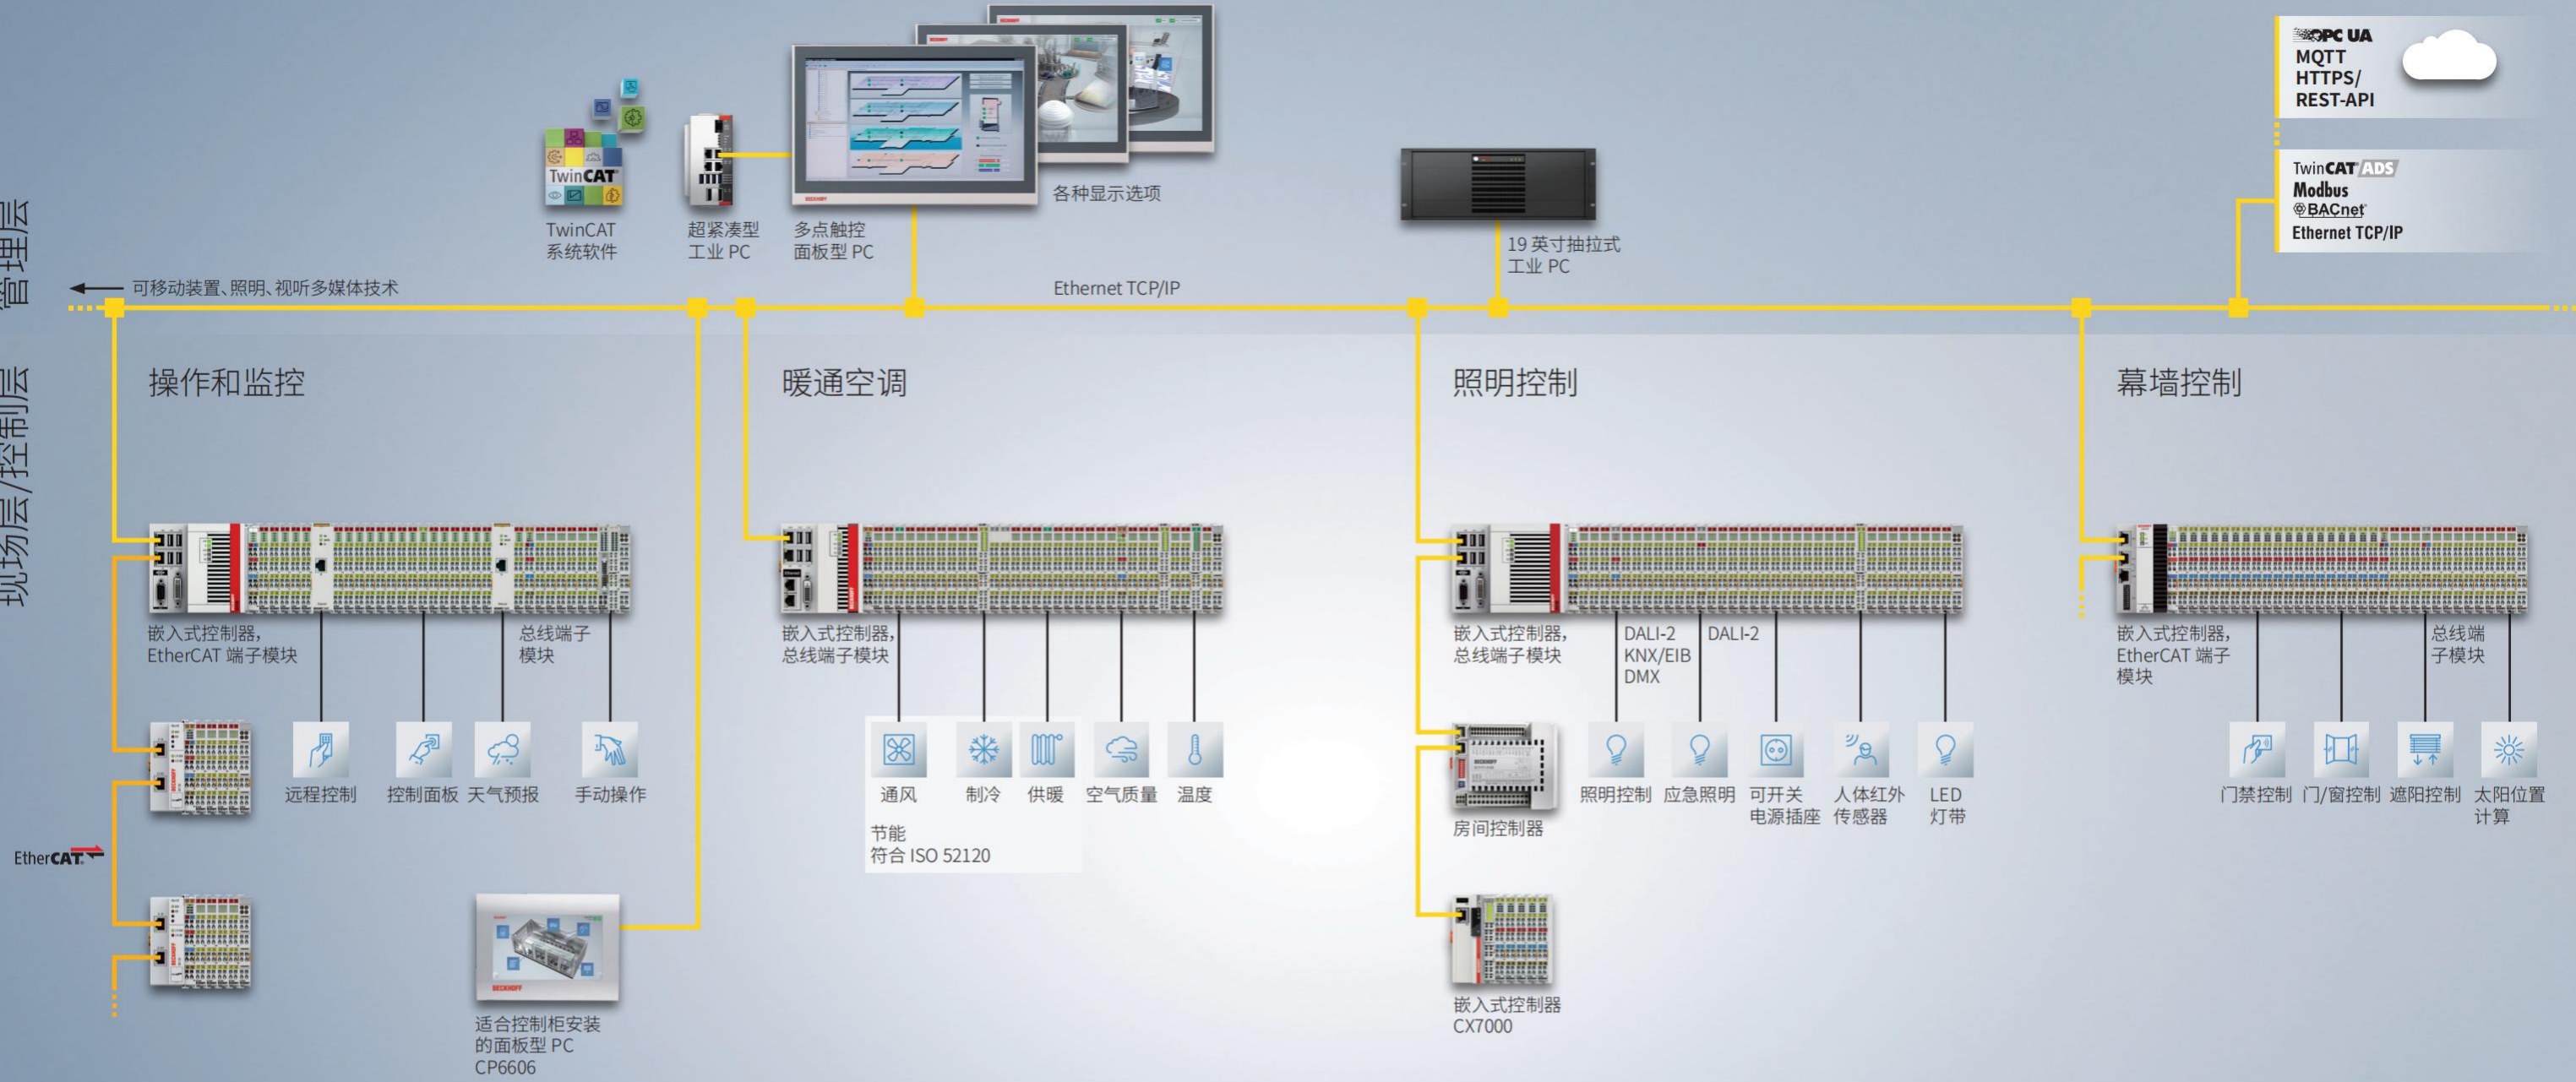 OPC UA
MQTT
HTTPS/
REST-API
TwinCAT ADS
Modbus
BACnet
Ethernet TCP/IP
管理层
TwinCAT
TwinCAT
系统软件
超紧凑型
工业 PC
BECKHOFF
多点触控
面板型 PC
各种显示选项
19 英寸抽拉式
工业 PC
可移动装置、照明、视听多媒体技术
Ethernet TCP/IP
现场层/控制层
操作和监控
嵌入式控制器，
EtherCAT 端子模块
总线端子
模块
远程控制
控制面板
天气预报
手动操作
EtherCAT
BECKHOFF
BECKHOFF
BECKHOFF
适合控制柜安装
的面板型 PC
CP6606
暖通空调
嵌入式控制器，
总线端子模块
通风
制冷
供暖
空气质量
温度
节能
符合 ISO 52120
照明控制
嵌入式控制器，
总线端子模块
DALI-2
KNX/EIB
DMX
DALI-2
照明控制
应急照明
可开关
电源插座
人体红外
传感器
LED
灯带
BECKHOFF
房间控制器
嵌入式控制器
CX7000
幕墙控制
嵌入式控制器，
EtherCAT 端子
模块
总线端
子模块
门禁控制
门/窗控制
遮阳控制
太阳位置
计算